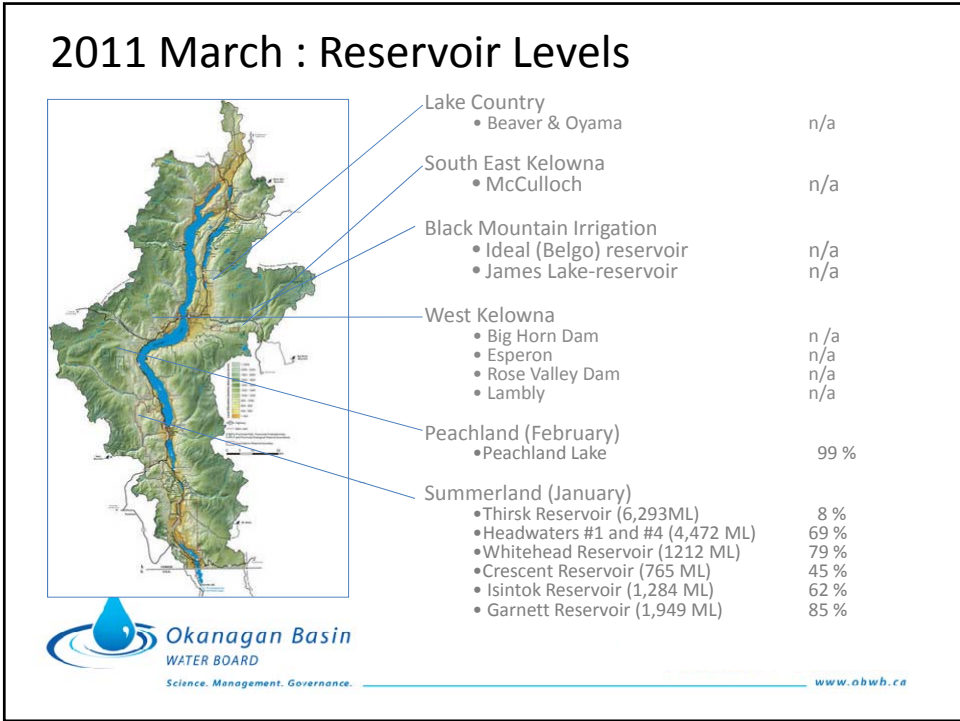 2011 March : Reservoir Levels
Lake Country
• Beaver & Oyama n/a
South East Kelowna
• McCulloch n/a
Black Mountain Irrigation
• Ideal (Belgo) reservoir n/a
• James Lake-reservoir n/a
West Kelowna
• Big Horn Dam n /a
• Esperon n/a
• Rose Valley Dam n/a
• Lambly n/a
Peachland (February)
•Peachland Lake 99 %
Summerland (January)
•Thirsk Reservoir (6,293ML) 8 %
•Headwaters #1 and #4 (4,472 ML) 69 %
•Whitehead Reservoir (1212 ML) 79 %
•Crescent Reservoir (765 ML) 45 %
• Isintok Reservoir (1,284 ML) 62 %
• Garnett Reservoir (1,949 ML) 85 %
Okanagan Basin
WATER BOARD
Science. Management. Governance.
www.obwb.ca